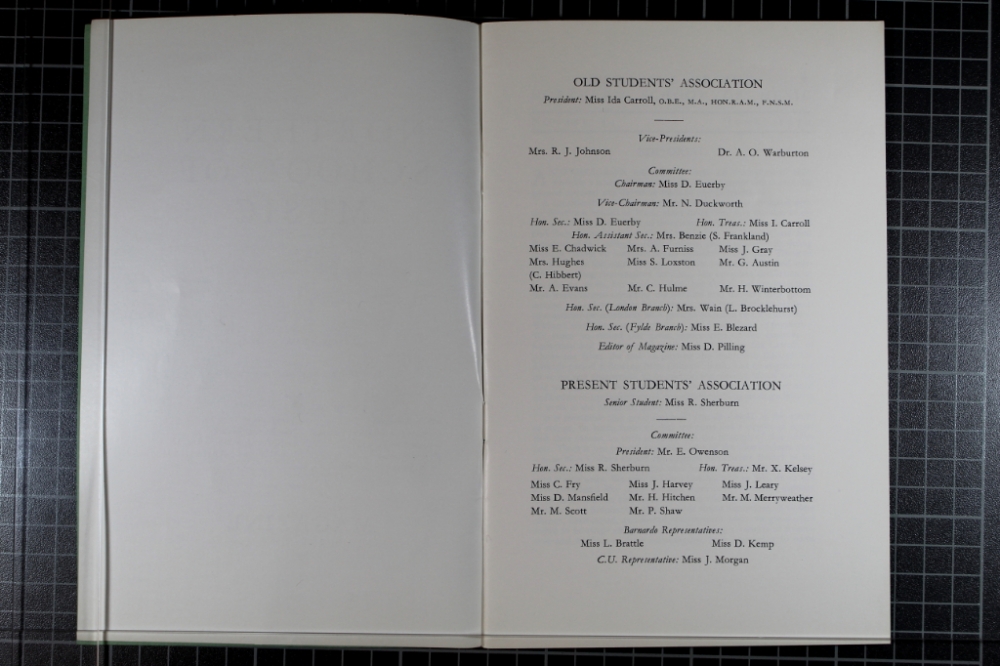 OLD STUDENTS' ASSOCIATION
President: Miss Ida Carroll, O.B.E., M.A., HON.R.A.M., F.N.S.M.
Vice-Presidents:
Mrs. R. J. Johnson Dr. A. O. Warburton
Committee:
Chairman: Miss D. Euerby
Vice-Chairman: Mr. N. Duckworth
Hon. Sec.: Miss D. Euerby Hon. Treas.: Miss I. Carroll
Hon. Assistant Sec.: Mrs. Benzie (S. Frankland)
Miss E. Chadwick Mrs. A. Furniss Miss J. Gray
Mrs. Hughes Miss S. Loxston Mr. G. Austin
(C. Hibbert)
Mr. A. Evans Mr. C. Hulme Mr. H. Winterbottom
Hon. Sec. (London Branch): Mrs. Wain (L. Brocklehurst)
Hon. Sec. (Fylde Branch): Miss E. Blezard
Editor of Magazine: Miss D. Pilling
PRESENT STUDENTS' ASSOCIATION
Senior Student: Miss R. Sherburn
Committee:
President: Mr. E. Owenson
Hon. Sec.: Miss R. Sherburn Hon. Treas.: Mr. X. Kelsey
Miss C. Fry Miss J. Harvey Miss J. Leary
Miss D. Mansfield Mr. H. Hitchen Mr. M. Merryweather
Mr. M. Scott Mr. P. Shaw
Barnardo Representatives:
Miss L. Brattle Miss D. Kemp
C.U. Representative: Miss J. Morgan